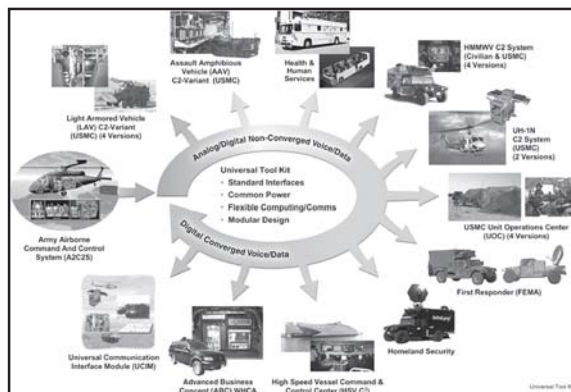 Assault Amphibious
Vehicle (AAV)
C2-Variant (USMC)
Health &
Human
Services
HMMWV C2 System
(Civilian & USMC)
(4 Versions)
Light Armored Vehicle
(LAV) C2-Variant
(USMC) (4 Versions)
UH-1N
C2 System
(USMC)
(2 Versions)
Analog/Digital Non-Converged Voice/Data
Universal Tool Kit
· Standard Interfaces
· Common Power
· Flexible Computing/Comms
· Modular Design
Digital Converged Voice/Data
Army Airborne
Command And Control
System (A2C2S)
USMC Unit Operations Center
(UOC) (4 Versions)
First Responder (FEMA)
Homeland Security
Universal Communication
Interface Module (UCIM)
Advanced Business
Concept (ABC) WHCA
High Speed Vessel Command &
Control Center (HSV C²)
Universal Tool